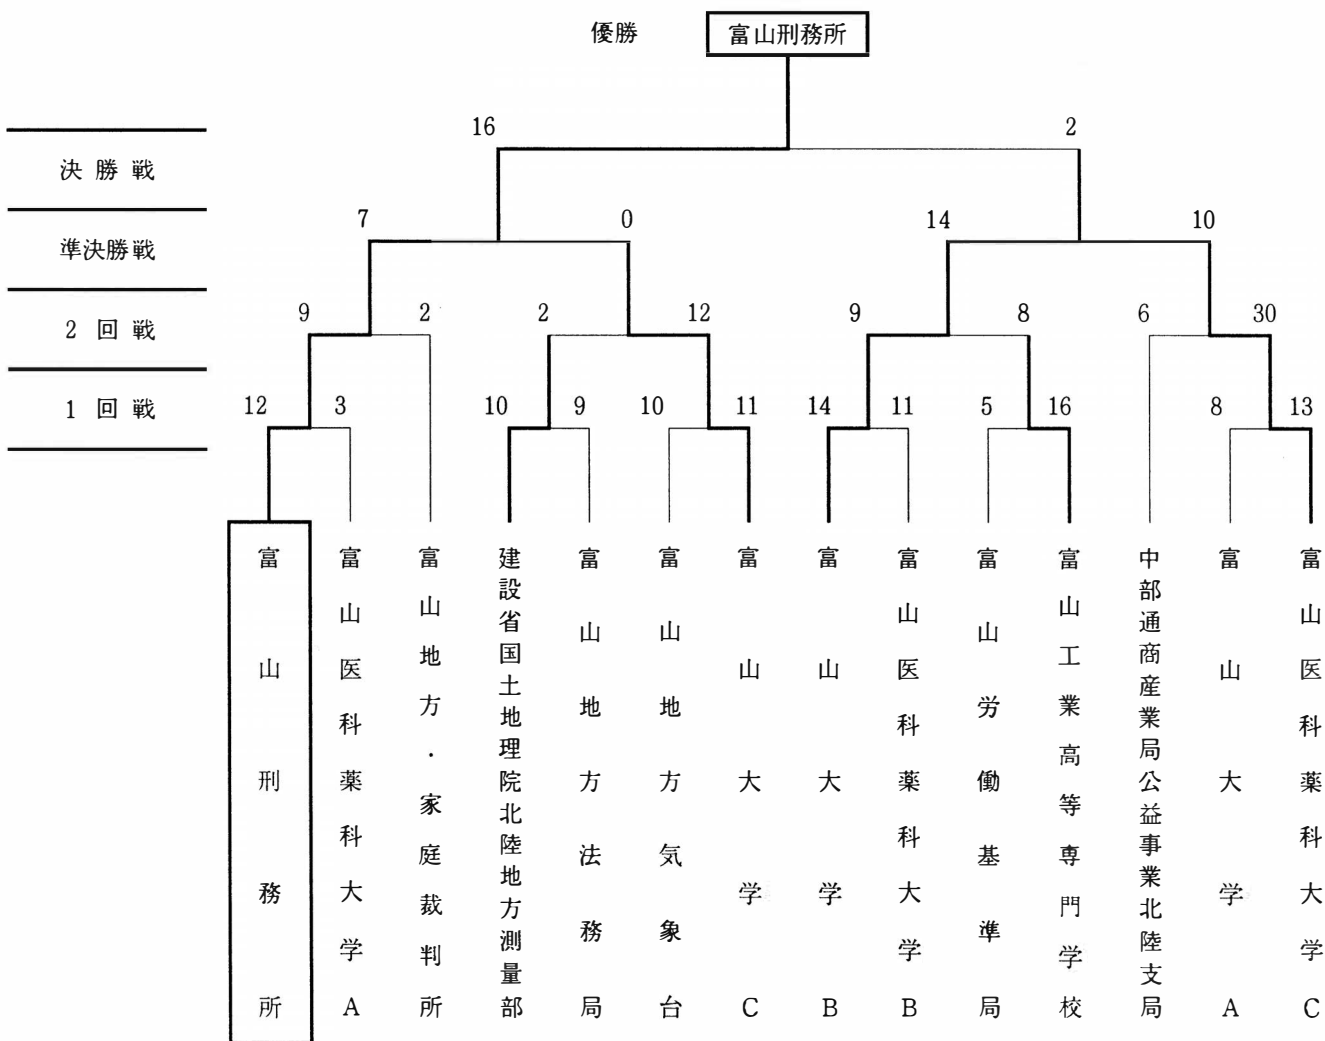 優勝 富山刑務所
16 2
決勝戦
7 0 14 10
準決勝戦
9 2 2 12 9 8 6 30
2回戦
12 3 10 9 10 11 14 11 5 16 8 13
1回戦
富山刑務所
富山医科薬科大学A
富山地方・家庭裁判所
建設省国土地理院北陸地方測量部
富山地方法務局
富山地方気象台
富山大学C
富山大学B
富山医科薬科大学B
富山労働基準局
富山工業高等専門学校
中部通商産業局公益事業北陸支局
富山大学A
富山医科薬科大学C